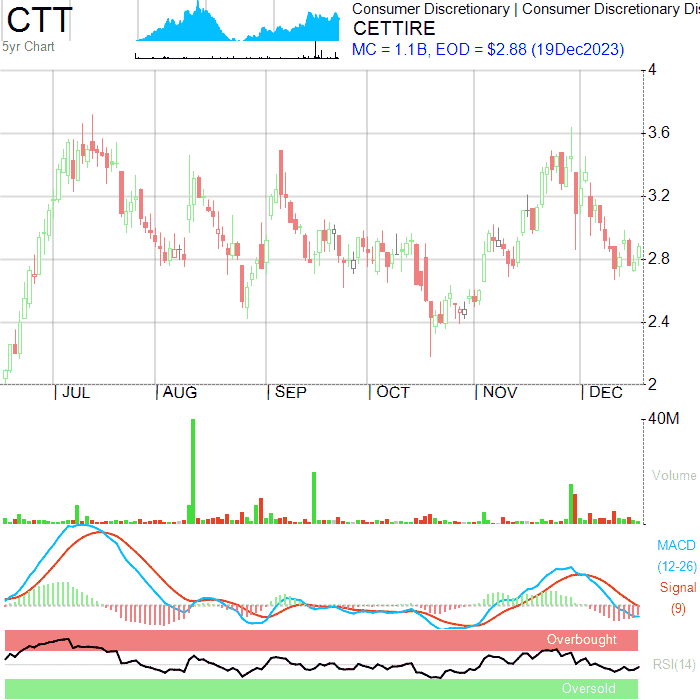 CTT
5yr Chart
Consumer Discretionary | Consumer Discretionary Dis
CETTIRE
MC = 1.1B, EOD = $2.88 (19Dec2023)
4
3.6
3.2
2.8
2.4
2
JUL AUG SEP OCT NOV DEC
40M
Volume
MACD
(12-26)
Signal
(9)
Overbought
RSI(14)
Oversold